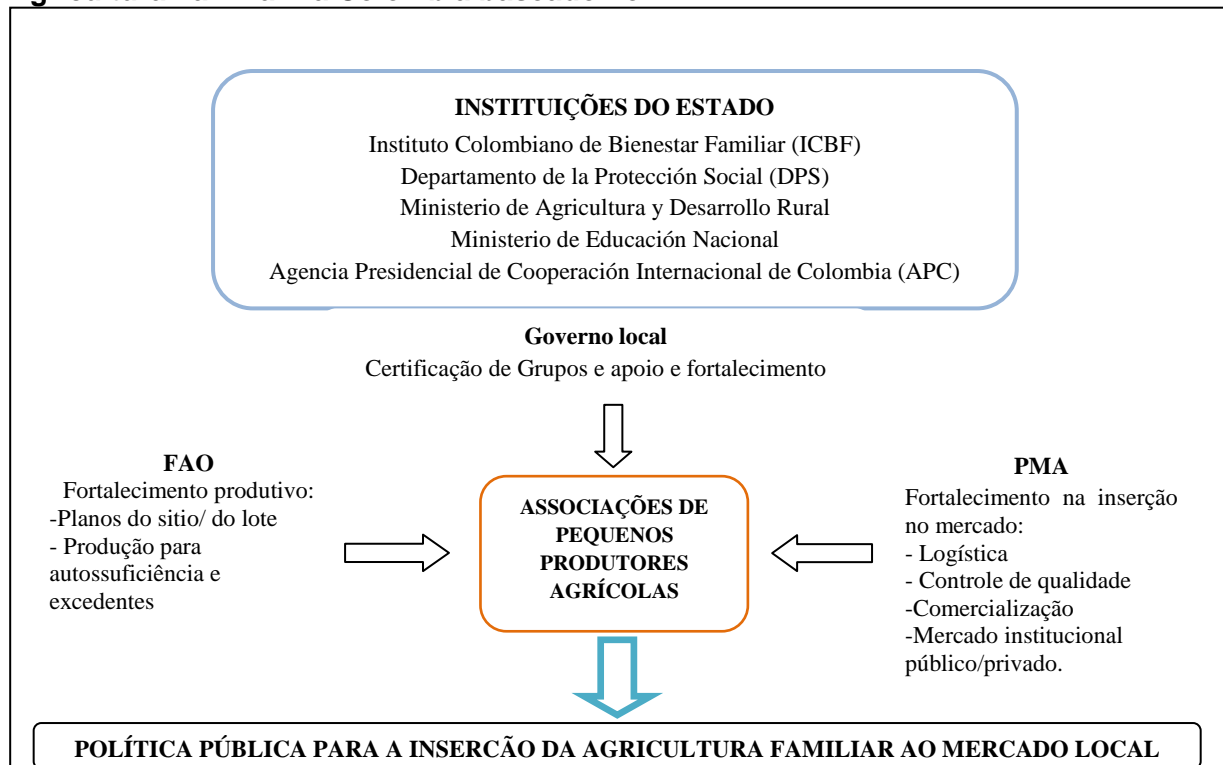 INSTITUIÇÕES DO ESTADO
Instituto Colombiano de Bienestar Familiar (ICBF)
Departamento de la Protección Social (DPS)
Ministerio de Agricultura y Desarrollo Rural
Ministerio de Educación Nacional
Agencia Presidencial de Cooperación Internacional de Colombia (APC)
Governo local
Certificação de Grupos e apoio e fortalecimento
FAO
Fortalecimento produtivo:
-Planos do sitio/ do lote
- Produção para
autossuficiência e
excedentes
ASSOCIAÇÕES DE
PEQUENOS
PRODUTORES
AGRÍCOLAS
PMA
Fortalecimento na inserção
no mercado:
- Logística
- Controle de qualidade
-Comercialização
-Mercado institucional
público/privado.
POLÍTICA PÚBLICA PARA A INSERCÃO DA AGRICULTURA FAMILIAR AO MERCADO LOCAL